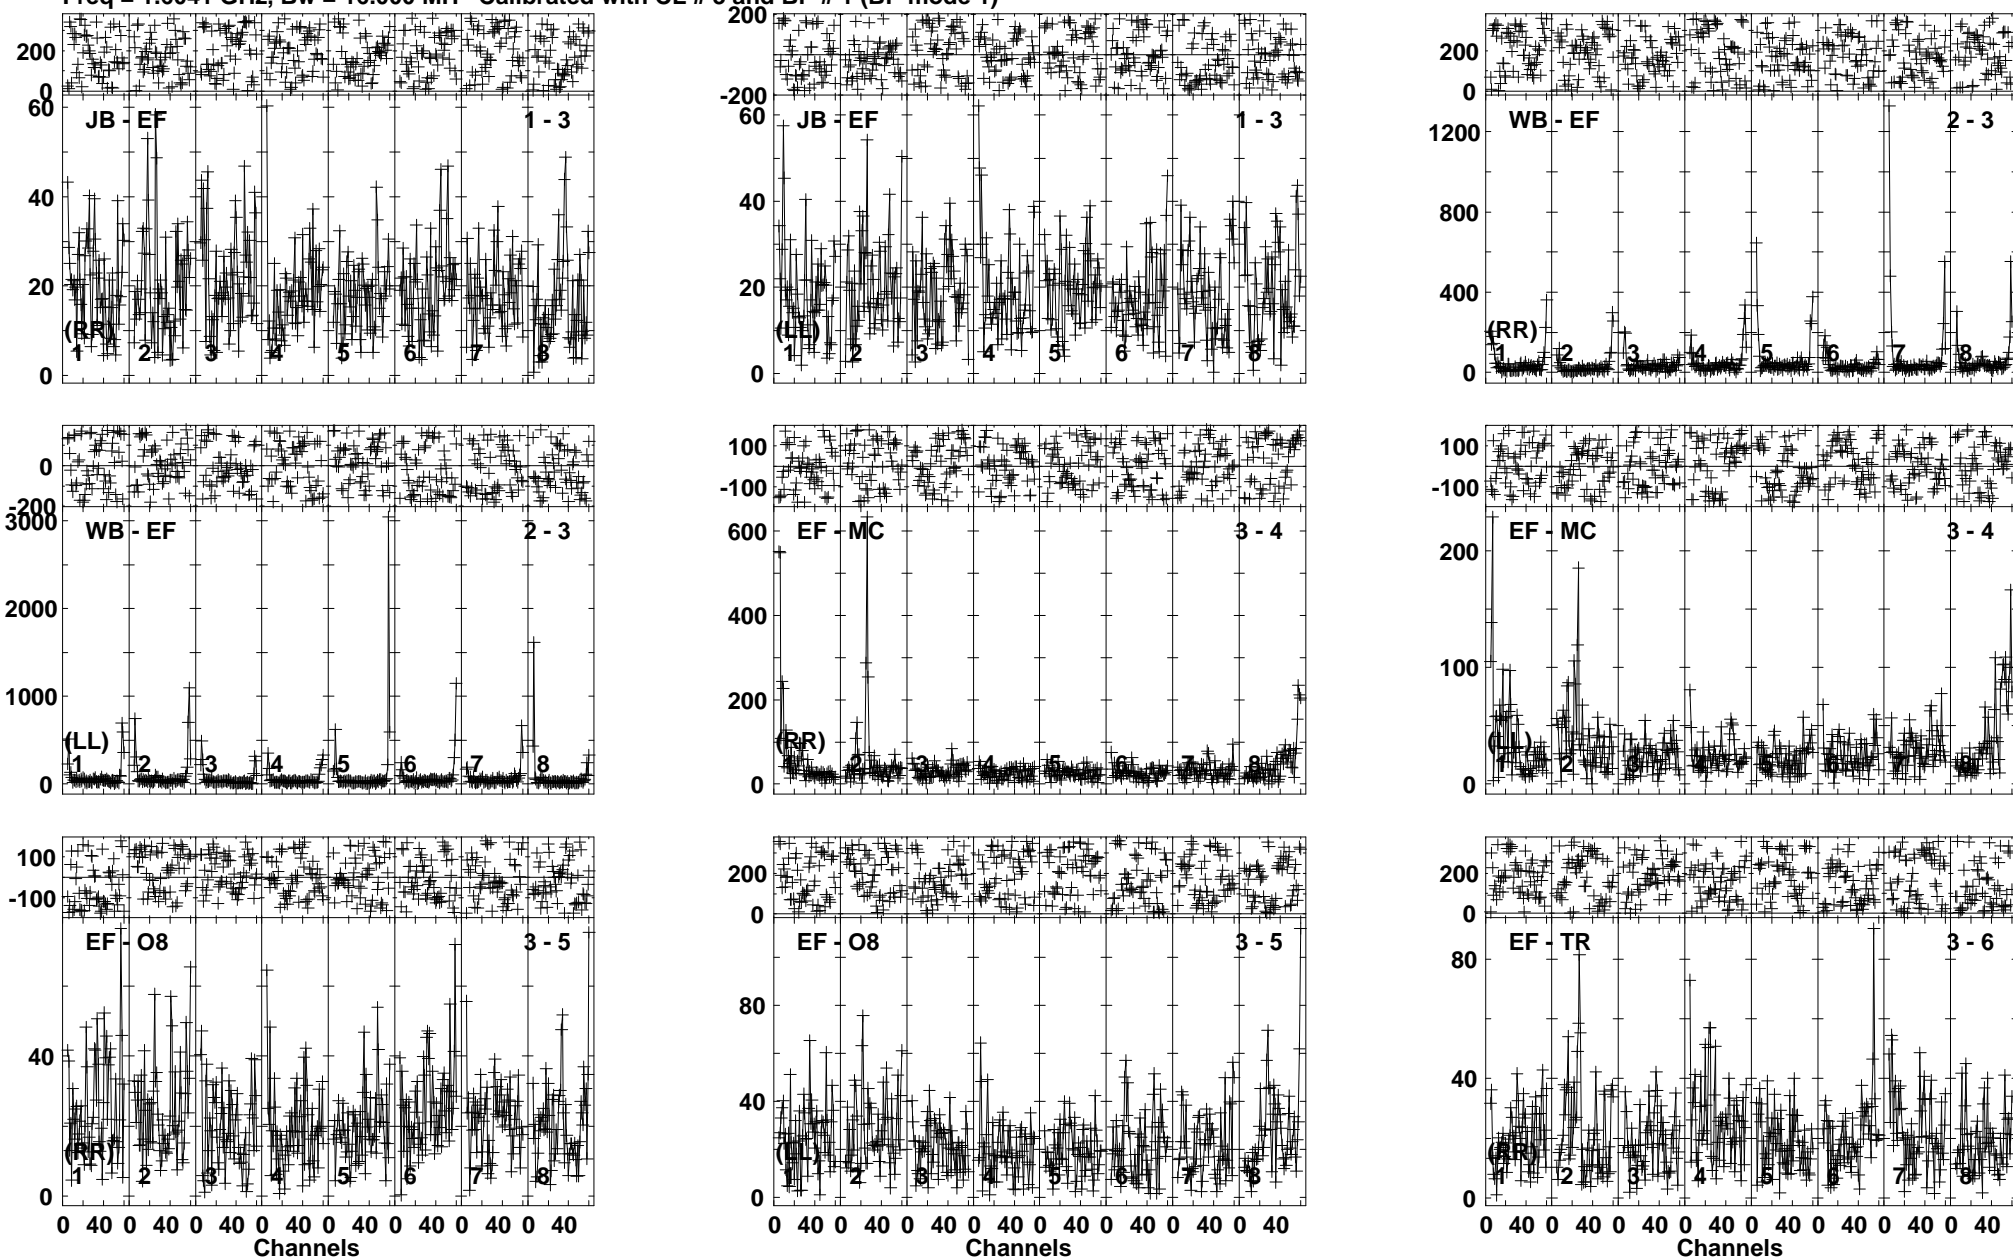 200 0 60 40 20 0 JB - EF 1 - 3 (RR) 1 2 3 4 5 6 7 8
200 -200 60 40 20 0 JB - EF 1 - 3 (LL) 1 2 3 4 5 6 7 8
200 0 1200 800 400 0 WB - EF 2 - 3 (RR) 1 2 3 4 5 6 7 8
0 -200 3000 2000 1000 0 WB - EF 2 - 3 (LL) 1 2 3 4 5 6 7 8
100 -100 600 400 200 0 EF - MC 3 - 4 (RR) 1 2 3 4 5 6 7 8
100 -100 200 100 0 EF - MC 3 - 4 (LL) 1 2 3 4 5 6 7 8
100 -100 40 0 EF - O8 3 - 5 (RR) 1 2 3 4 5 6 7 8
200 0 80 40 0 EF - O8 3 - 5 (LL) 1 2 3 4 5 6 7 8
200 0 80 40 0 EF - TR 3 - 6 (RR) 1 2 3 4 5 6 7 8
0 40 0 40 0 40 0 40 0 40 0 40 0 40 0 40
Channels
0 40 0 40 0 40 0 40 0 40 0 40 0 40 0 40
Channels
0 40 0 40 0 40 0 40 0 40 0 40 0 40 0 40
Channels